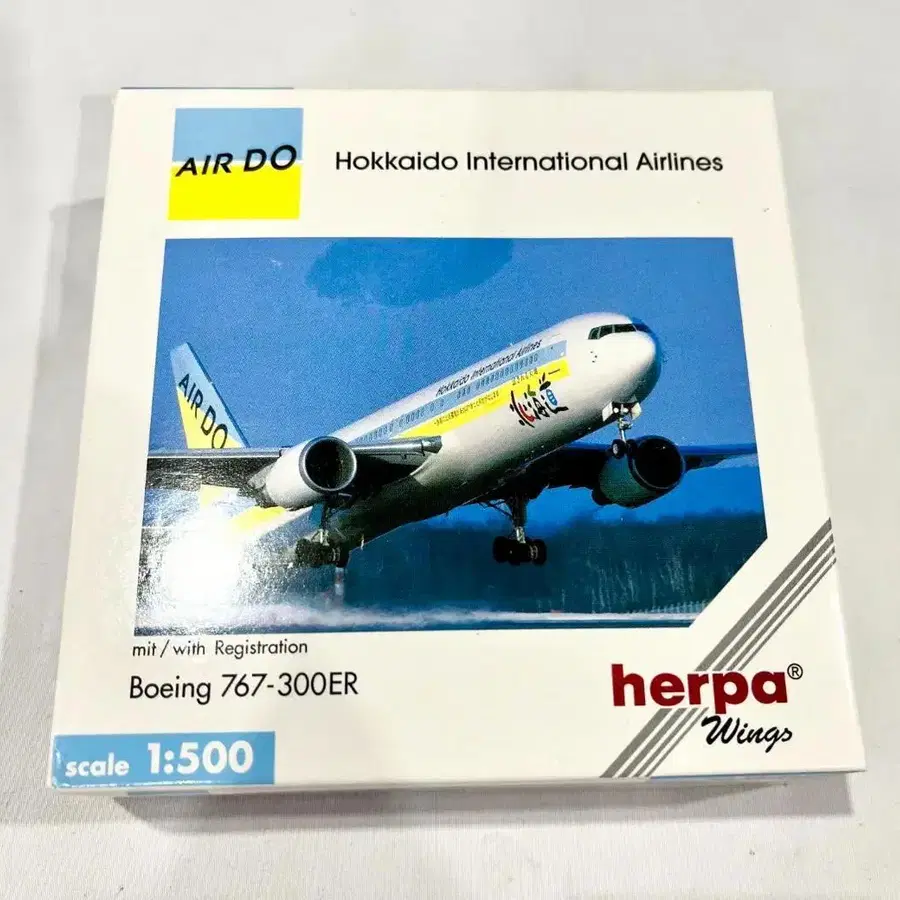 AIR DO
Hokkaido International Airlines
Hokkaido International Airlines
北海道
AIR DO
mit / with Registration
Boeing 767-300ER
herpa®
Wings
scale 1:500